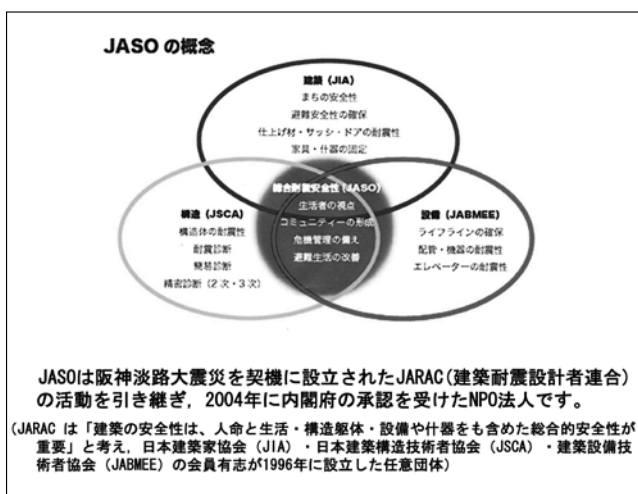 JASOの概念
建築(JIA)
まちの安全性
避難安全性の確保
仕上げ材・サッシ・ドアの耐震性
家具・什器の固定
総合耐震安全性(JASO)
生活者の視点
コミュニティーの形成
危機管理の備え
避難生活の改善
構造(JSCA)
構造体の耐震性
耐震診断
簡易診断
精密診断(2次・3次)
設備(JABMEE)
ライフラインの確保
配管・機器の耐震性
エレベーターの耐震性
JASOは阪神淡路大震災を契機に設立されたJARAC(建築耐震設計者連合)
の活動を引き継ぎ，2004年に内閣府の承認を受けたNPO法人です。
(JARAC は「建築の安全性は、人命と生活・構造躯体・設備や什器をも含めた総合的安全性が
重要」と考え，日本建築家協会（JIA）・日本建築構造技術者協会（JSCA）・建築設備技
術者協会（JABMEE）の会員有志が1996年に設立した任意団体)